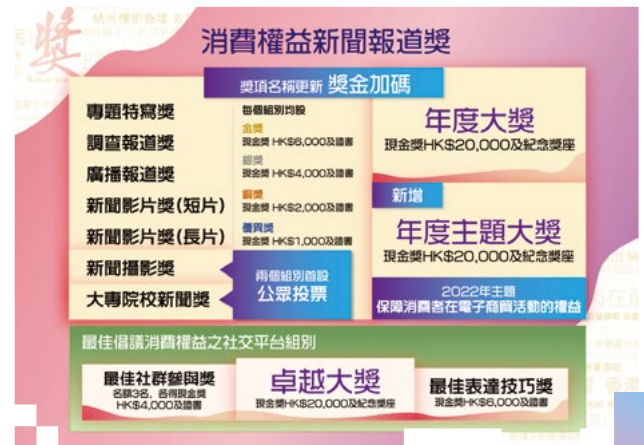 獎
消費權益新聞報道獎
獎項名稱更新 獎金加碼
專題特寫獎
調查報道獎
廣播報道獎
新聞影片獎(短片)
新聞影片獎(長片)
新聞攝影獎
大專院校新聞獎
每個組別均設
金獎
現金獎 HK$6,000及證書
銀獎
現金獎 HK$4,000及證書
銅獎
現金獎 HK$2,000及證書
優異獎
現金獎 HK$1,000及證書
兩個組別首設
公眾投票
年度大獎
現金獎HK$20,000及紀念獎座
新增
年度主題大獎
現金獎HK$20,000及紀念獎座
2022年主題
保障消費者在電子商貿活動的權益
最佳倡議消費權益之社交平台組別
最佳社群參與獎
名額3名，各得現金獎
HK$4,000及證書
卓越大獎
現金獎HK$20,000及紀念獎座
最佳表達技巧獎
現金獎HK$6,000及證書